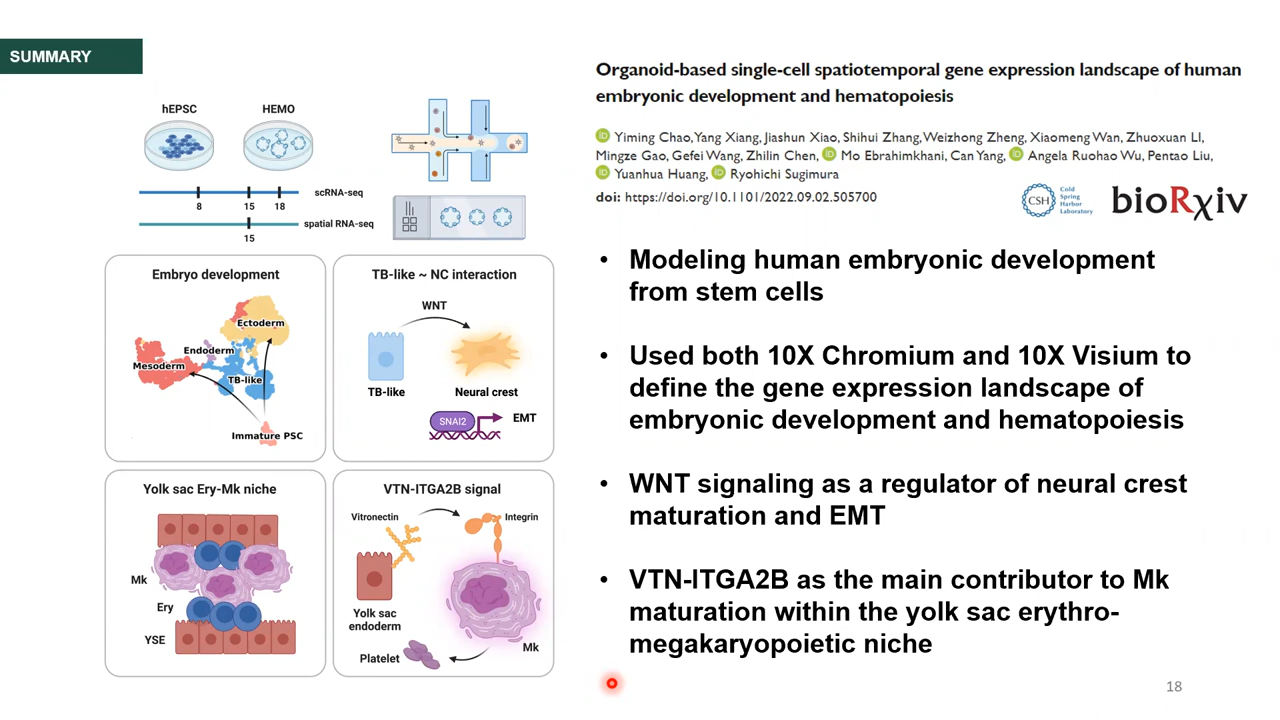 SUMMARY
hEPSC
HEMO
scRNA-seq
8
15
18
spatial RNA-seq
15
Embryo development
Ectoderm
Endoderm
Mesoderm
TB-like
Immature PSC
TB-like ~ NC interaction
WNT
TB-like
Neural crest
SNAI2
EMT
Yolk sac Ery-Mk niche
Mk
Ery
YSE
VTN-ITGA2B signal
Vitronectin
Integrin
Yolk sac
endoderm
Mk
Platelet
Organoid-based single-cell spatiotemporal gene expression landscape of human
embryonic development and hematopoiesis
iD Yiming Chao,Yang Xiang, Jiashun Xiao, Shihui Zhang,Weizhong Zheng, Xiaomeng Wan, Zhuoxuan LI,
Mingze Gao, Gefei Wang, Zhilin Chen, iD Mo Ebrahimkhani, Can Yang, iD Angela Ruohao Wu, Pentao Liu,
iD Yuanhua Huang, iD Ryohichi Sugimura
doi: https://doi.org/10.1101/2022.09.02.505700
CSH
Cold
Spring
Harbor
Laboratory
bioRxiv
• Modeling human embryonic development
from stem cells
• Used both 10X Chromium and 10X Visium to
define the gene expression landscape of
embryonic development and hematopoiesis
• WNT signaling as a regulator of neural crest
maturation and EMT
• VTN-ITGA2B as the main contributor to Mk
maturation within the yolk sac erythro-
megakaryopoietic niche
18